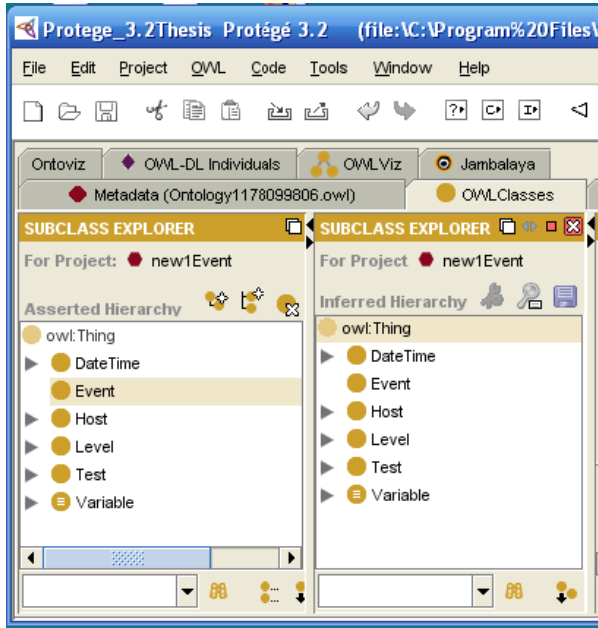 Protege_3.2Thesis Protégé 3.2 (file:\C:\Program%20Files\
File Edit Project OWL Code Tools Window Help
Ontoviz OWL-DL Individuals OWLViz Jambalaya
Metadata (Ontology1178099806.owl) OWLClasses
SUBCLASS EXPLORER
For Project: new1Event
Asserted Hierarchy
owl:Thing
DateTime
Event
Host
Level
Test
Variable
SUBCLASS EXPLORER
For Project new1Event
Inferred Hierarchy
owl:Thing
DateTime
Event
Host
Level
Test
Variable